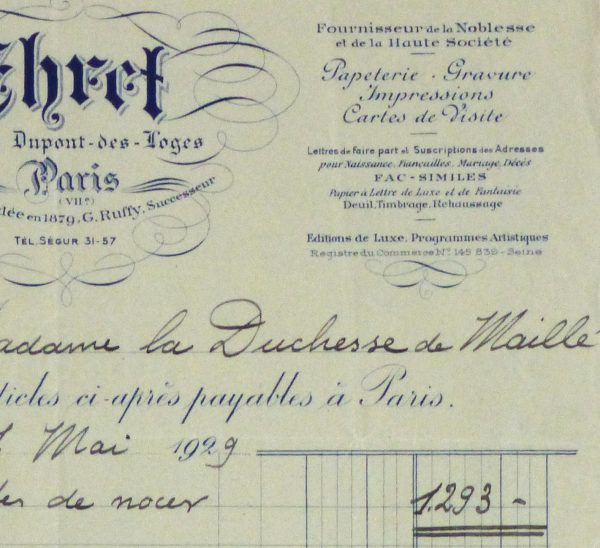 Ehret
Dupont-des-Loges
Paris
(VIIe)
dée en 1879, G. Ruffy, Successeur
TÉL. SÉGUR 31-57
Fournisseur de la Noblesse
et de la Haute Société
Papeterie · Gravure
Impressions
Cartes de Visite
Lettres de faire part et Suscriptions des Adresses
pour Naissance, Fiançailles, Mariage, Décès
FAC-SIMILES
Papier à Lettre de Luxe et de Fantaisie
Deuil, Timbrage, Rehaussage
Editions de Luxe, Programmes Artistiques
Registre du Commerce No 145 839 - Seine
adame la Duchesse de Maillé
ticles ci-après payables à Paris.
Mai 1929
de noces 1.293 -